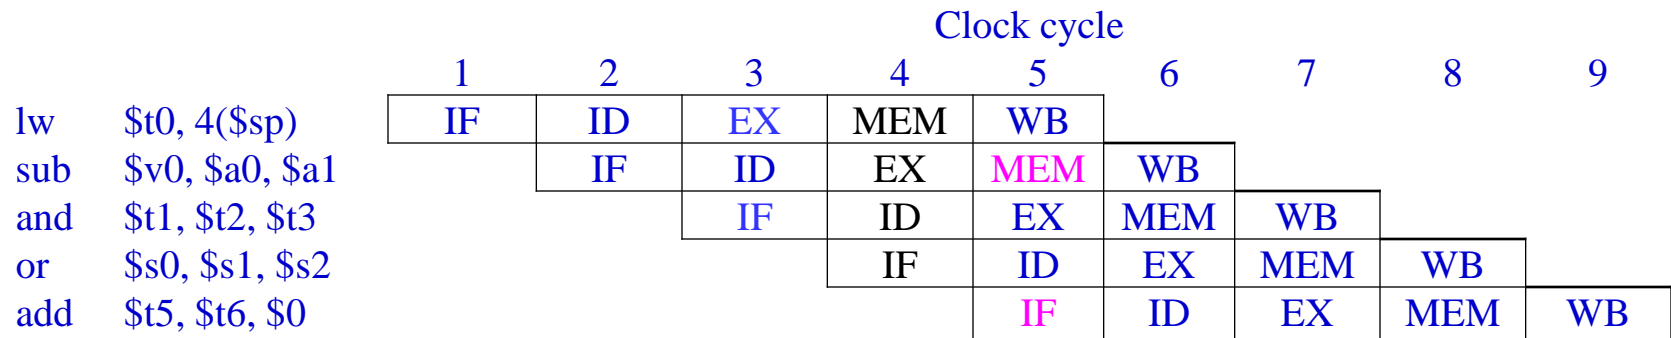 Clock cycle
1 2 3 4 5 6 7 8 9
lw $t0, 4($sp) IF ID EX MEM WB
sub $v0, $a0, $a1 IF ID EX MEM WB
and $t1, $t2, $t3 IF ID EX MEM WB
or $s0, $s1, $s2 IF ID EX MEM WB
add $t5, $t6, $0 IF ID EX MEM WB